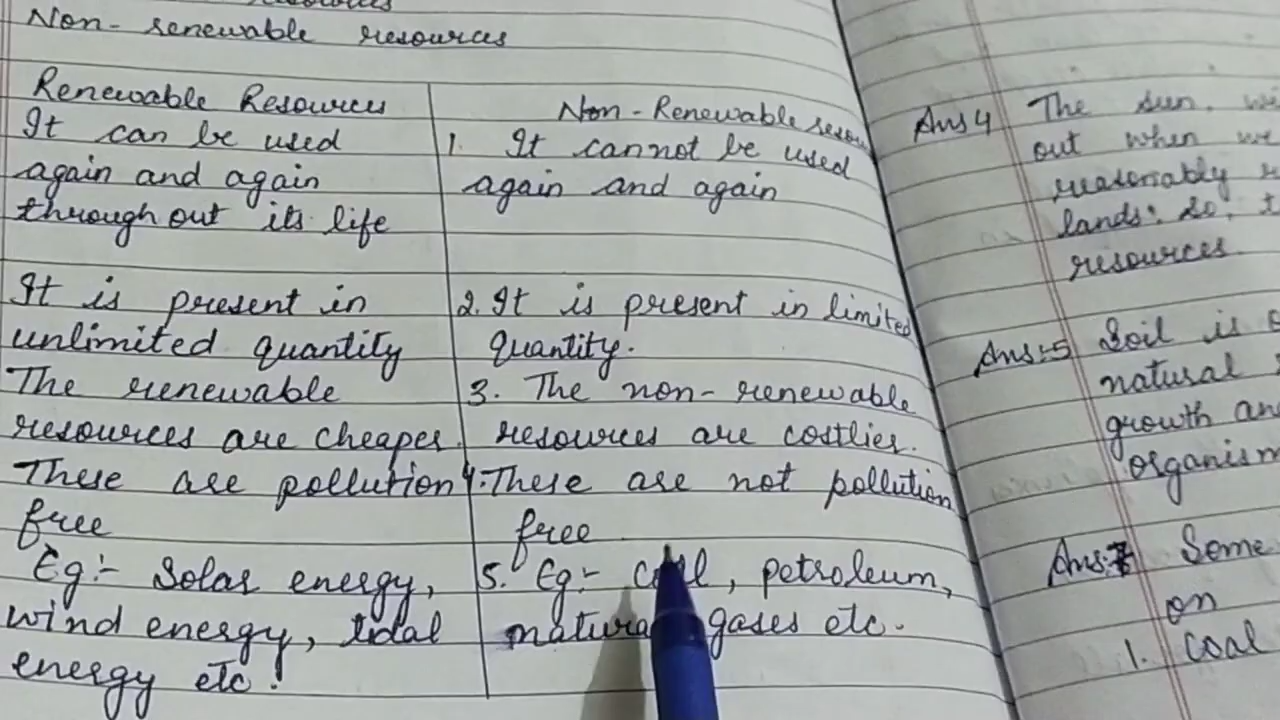 Non- renewable resources
Renewable Resources
It can be used
again and again
through out its life
It is present in
unlimited quantity
The renewable
resources are cheaper.
These are pollution
free
Eg:- Solar energy,
wind energy, tidal
energy etc.
Non-Renewable
1. It cannot be used
again and again
2. It is present in limited
quantity.
3. The non-renewable
resources are costlier.
4. These are not pollution
free
5. Eg:- coal, petroleum,
natural gases etc.
Ans 4 The sun,
out when we
reasonably
lands: So,
resources
Ans:-5 Soil is
natural
growth
organism
Ans:- Some
on
1. Coal